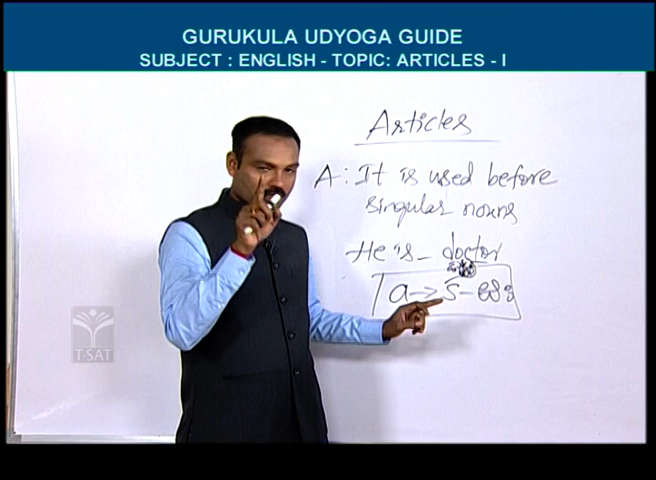 GURUKULA UDYOGA GUIDE
SUBJECT : ENGLISH - TOPIC: ARTICLES - I
Articles
A : It is used before
singular nouns
He is _ doctor
a → S -
T-SAT